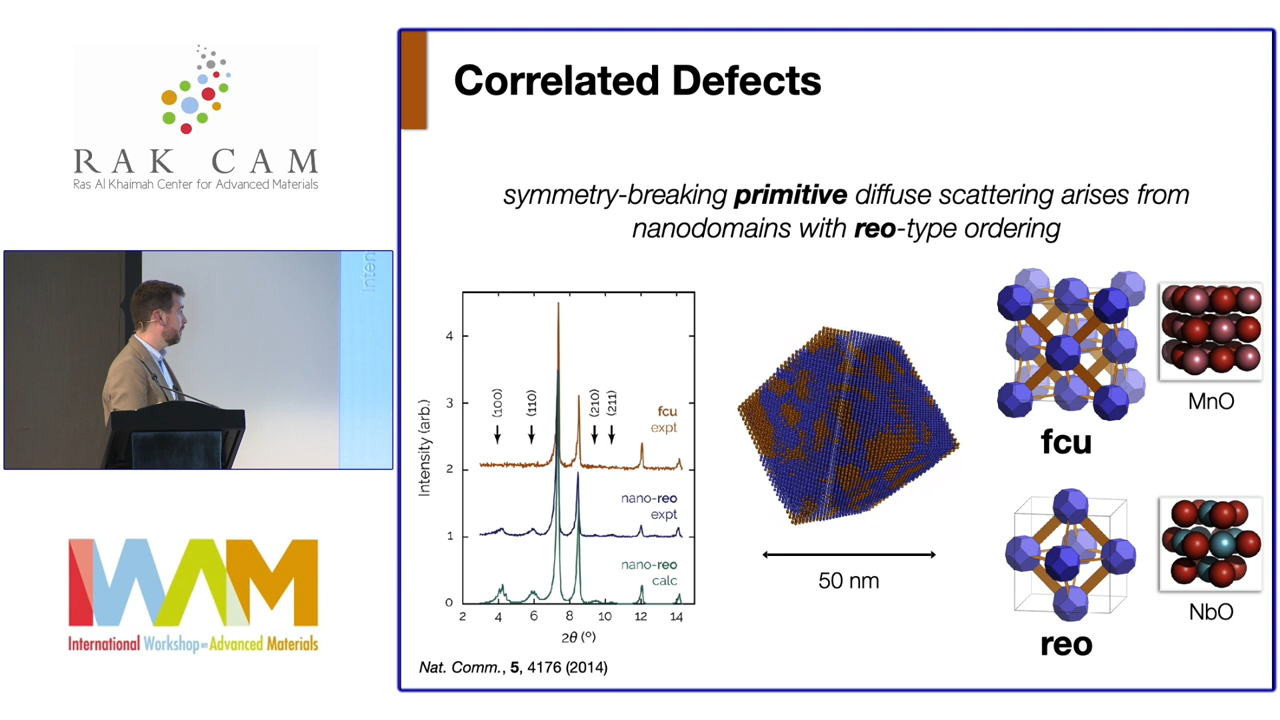 RAK CAM
Ras Al Khaimah Center for Advanced Materials
Inten
IWAM
International Workshop on Advanced Materials
Correlated Defects
symmetry-breaking primitive diffuse scattering arises from
nanodomains with reo-type ordering
Intensity (arb.)
4
3
2
1
0
(100)
(110)
(210)
(211)
fcu
expt
nano-reo
expt
nano-reo
calc
2 4 6 8 10 12 14
2θ (°)
Nat. Comm., 5, 4176 (2014)
50 nm
fcu
MnO
reo
NbO